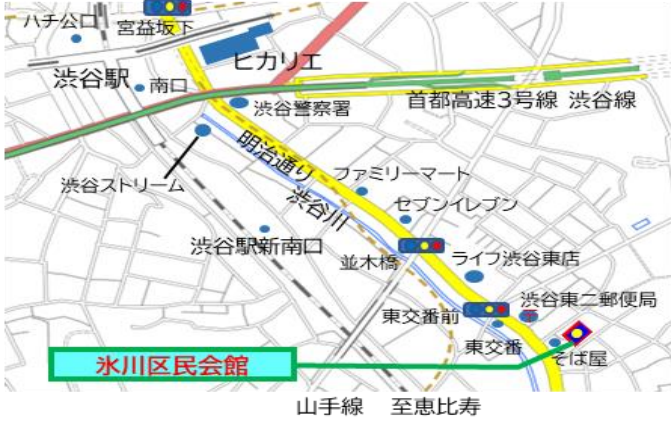 ハチ公口
宮益坂下
ヒカリエ
渋谷駅
南口
渋谷警察署
首都高速3号線 渋谷線
明治通り
ファミリーマート
渋谷ストリーム
渋谷川
セブンイレブン
渋谷駅新南口
並木橋
ライフ渋谷東店
渋谷東二郵便局
〒
東交番前
東交番
そば屋
氷川区民会館
山手線 至恵比寿